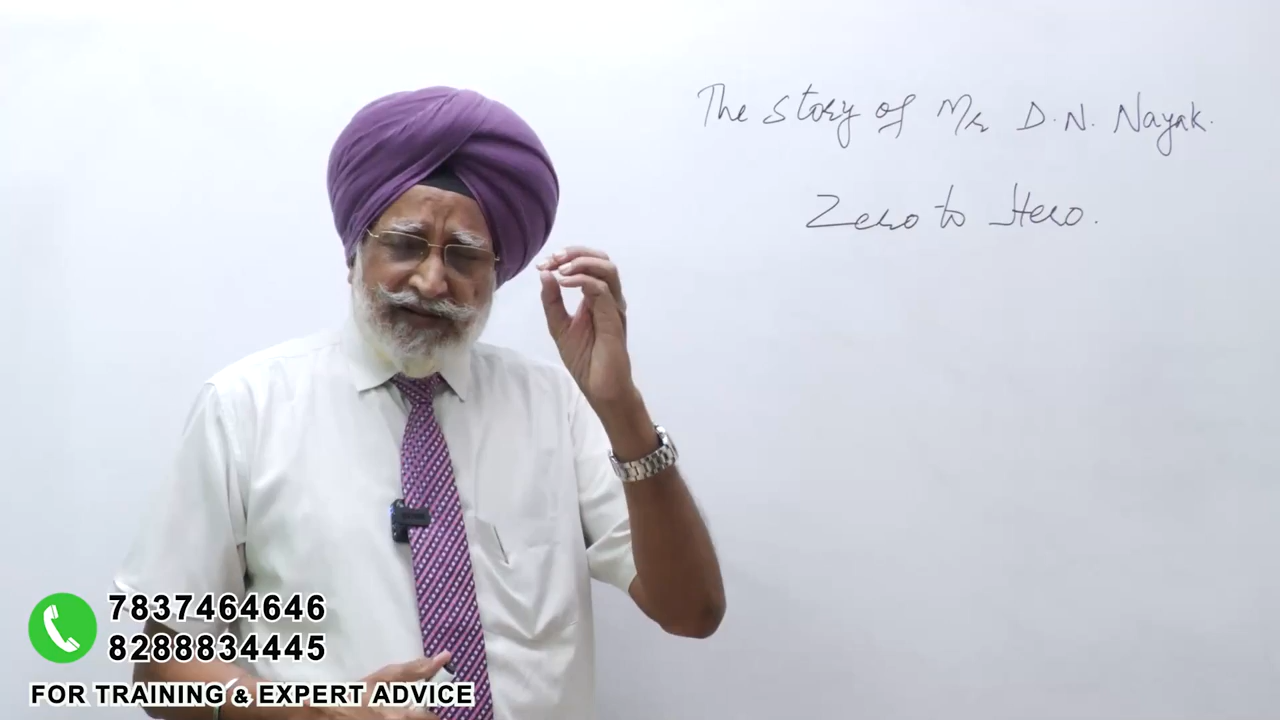 The Story of Mr D.N. Nayak.
Zero to Hero.
7837464646
8288834445
FOR TRAINING & EXPERT ADVICE